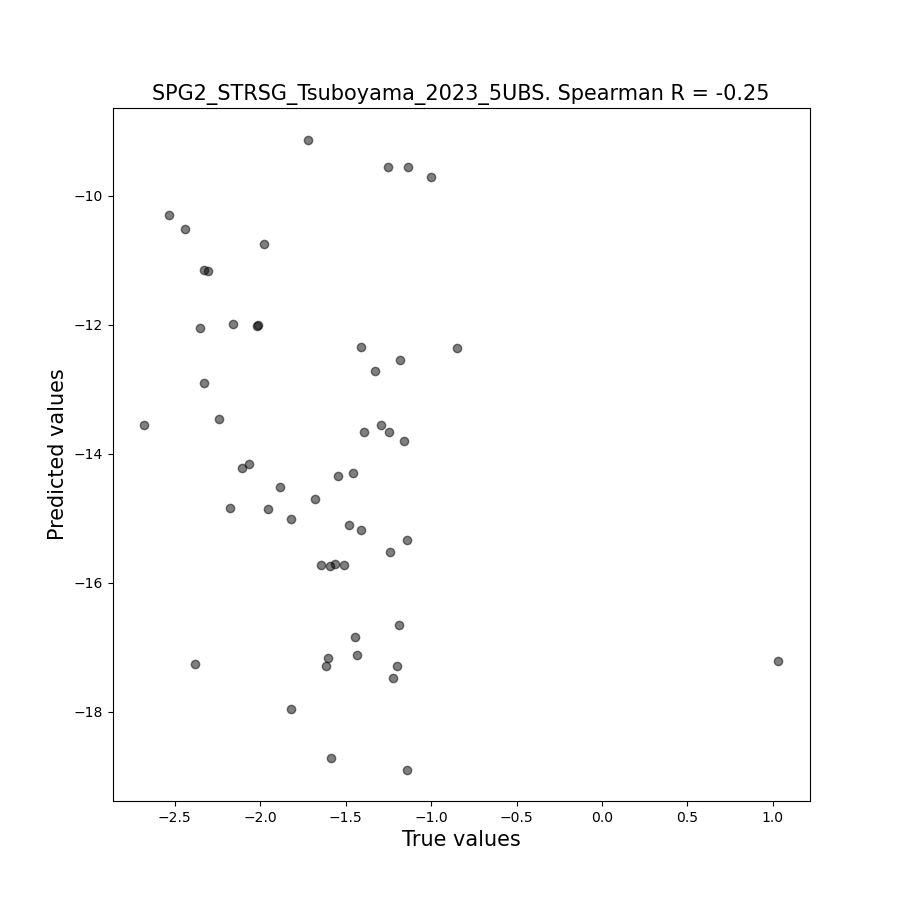 SPG2_STRSG_Tsuboyama_2023_5UBS. Spearman R = -0.25
Predicted values
−10
−12
−14
−16
−18
−2.5 −2.0 −1.5 −1.0 −0.5 0.0 0.5 1.0
True values